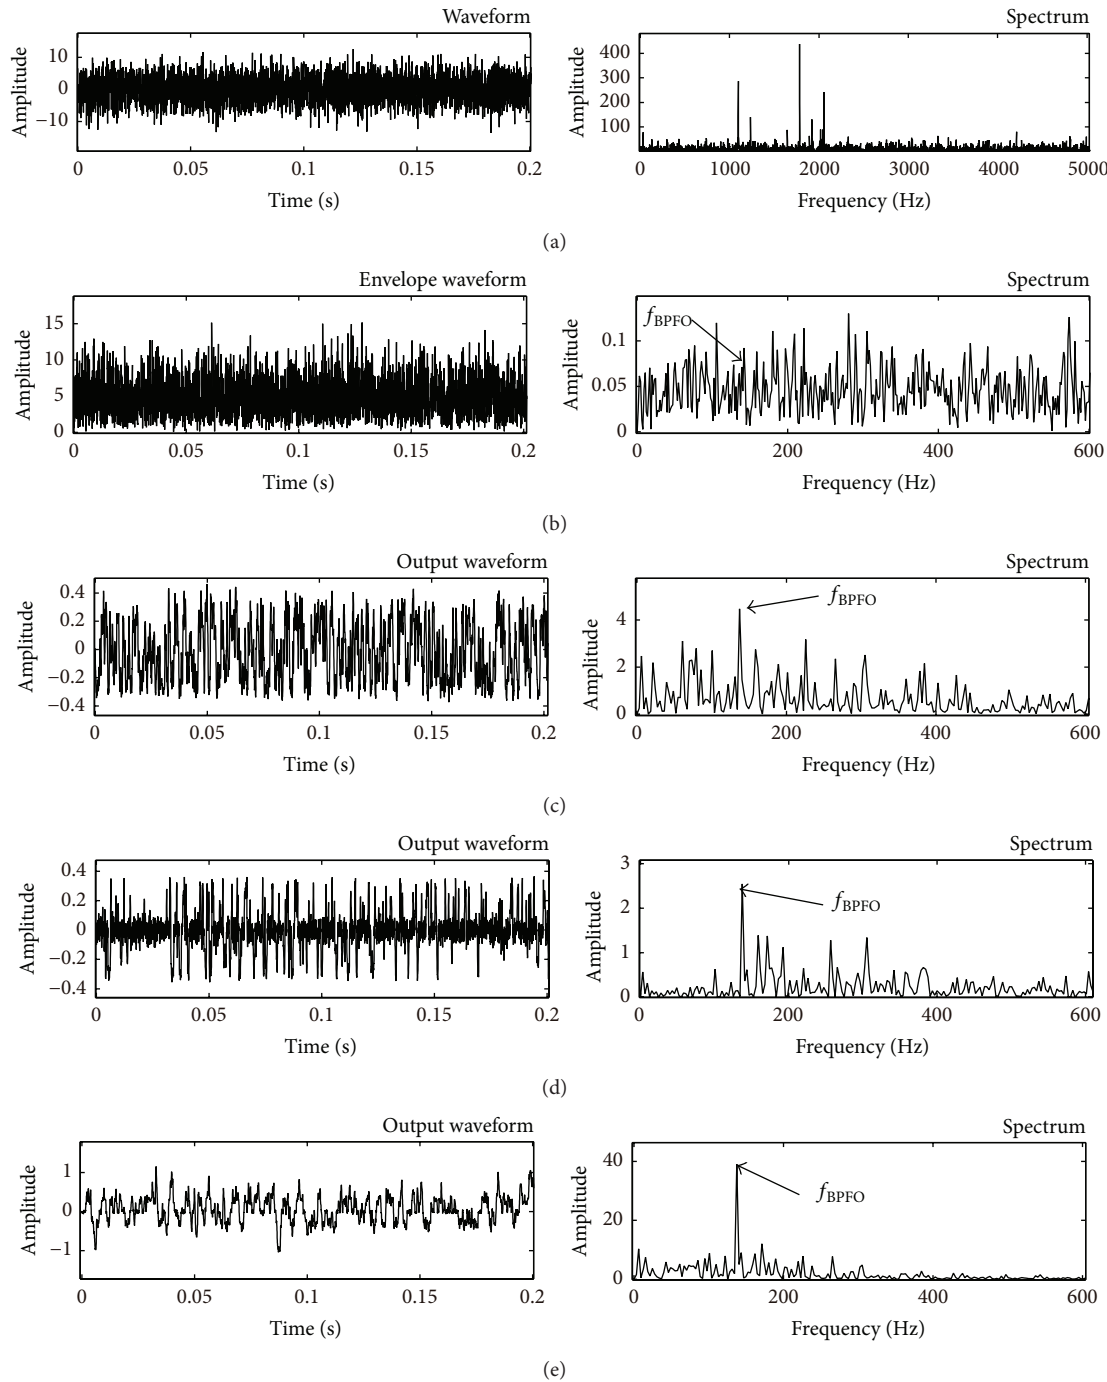 Waveform
Spectrum
Amplitude
10
0
−10
0
0.05
0.1
0.15
0.2
Time (s)
Amplitude
400
300
200
100
0
1000
2000
3000
4000
5000
Frequency (Hz)
(a)
Envelope waveform
Spectrum
Amplitude
15
10
5
0
0
0.05
0.1
0.15
0.2
Time (s)
Amplitude
0.1
0.05
0
fBPFO
0
200
400
600
Frequency (Hz)
(b)
Output waveform
Spectrum
Amplitude
0.4
0.2
0
−0.2
−0.4
0
0.05
0.1
0.15
0.2
Time (s)
Amplitude
4
2
0
fBPFO
0
200
400
600
Frequency (Hz)
(c)
Output waveform
Spectrum
Amplitude
0.4
0.2
0
−0.2
−0.4
0
0.05
0.1
0.15
0.2
Time (s)
Amplitude
3
2
1
0
fBPFO
0
200
400
600
Frequency (Hz)
(d)
Output waveform
Spectrum
Amplitude
1
0
−1
0
0.05
0.1
0.15
0.2
Time (s)
Amplitude
40
20
0
fBPFO
0
200
400
600
Frequency (Hz)
(e)